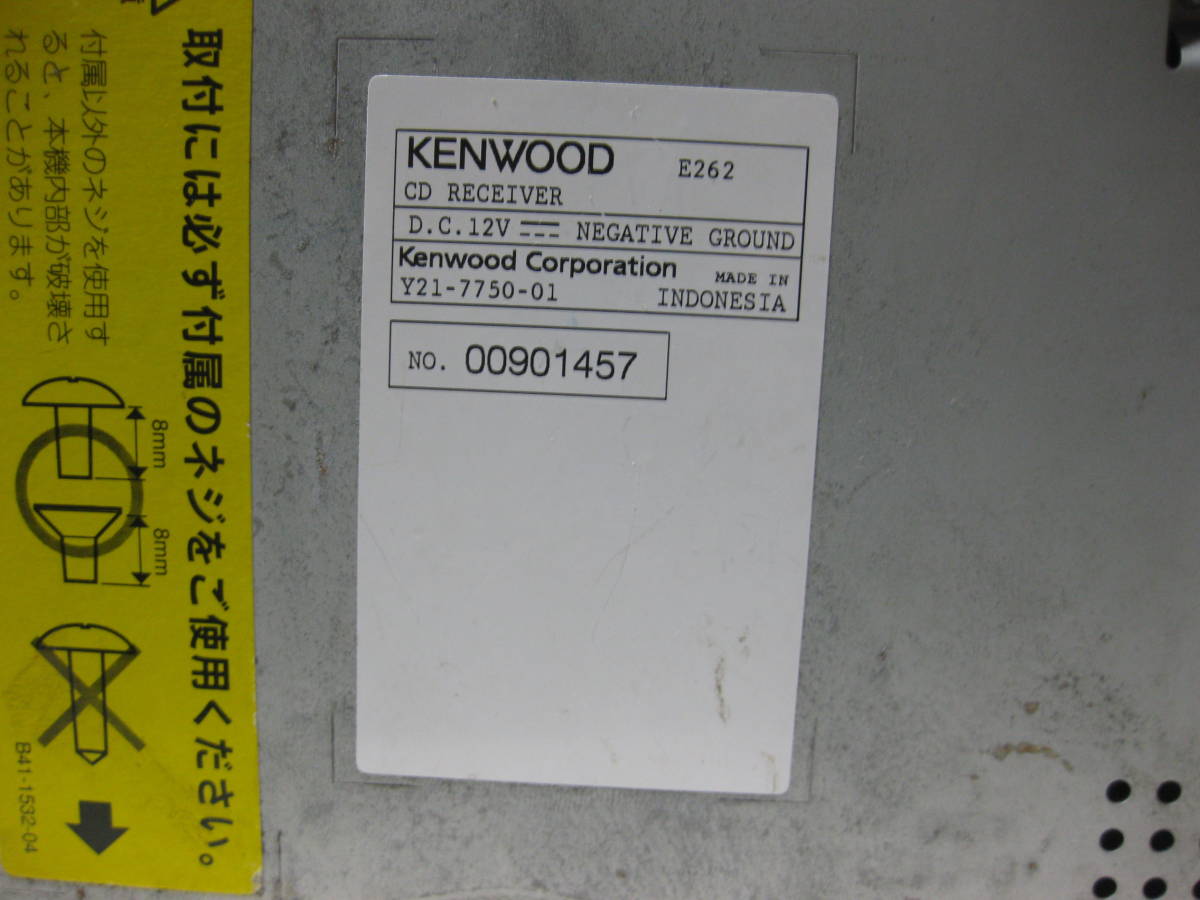 取付には必ず付属のネジをご使用ください。
付属以外のネジを使用す
ると、本機内部が破壊さ
れることがあります。
8mm
8mm
B41-1532-04
KENWOOD E262
CD RECEIVER
D.C.12V NEGATIVE GROUND
Kenwood Corporation MADE IN
Y21-7750-01 INDONESIA
NO. 00901457